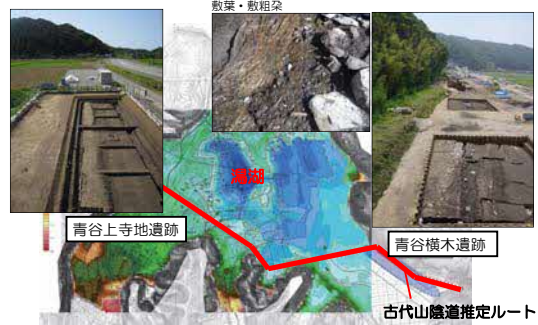 敷葉・敷粗朶
潟湖
青谷上寺地遺跡
青谷横木遺跡
古代山陰道推定ルート